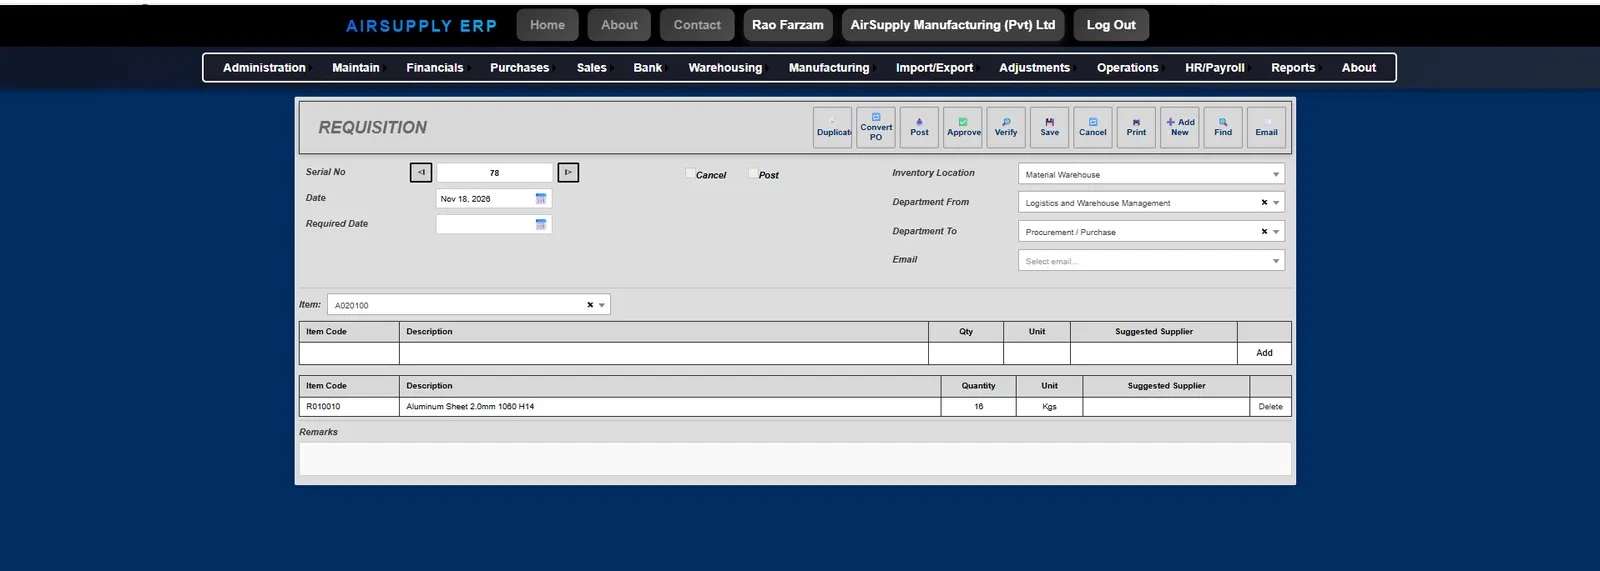 AIRSUPPLY ERP Home About Contact Rao Farzam AirSupply Manufacturing (Pvt) Ltd Log Out
Administration Maintain Financials Purchases Sales Bank Warehousing Manufacturing Import/Export Adjustments Operations HR/Payroll Reports About
REQUISITION
Duplicat Convert PO Post Approve Verify Save Cancel Print Add New Find Email
Serial No 78 Cancel Post Inventory Location Material Warehouse
Date Nov 18, 2026 Department From Logistics and Warehouse Management
Required Date Department To Procurement / Purchase
Email Select email...
Item: A020100
Item Code Description Qty Unit Suggested Supplier
Add
Item Code Description Quantity Unit Suggested Supplier
R010010 Aluminum Sheet 2.0mm 1060 H14 16 Kgs Delete
Remarks